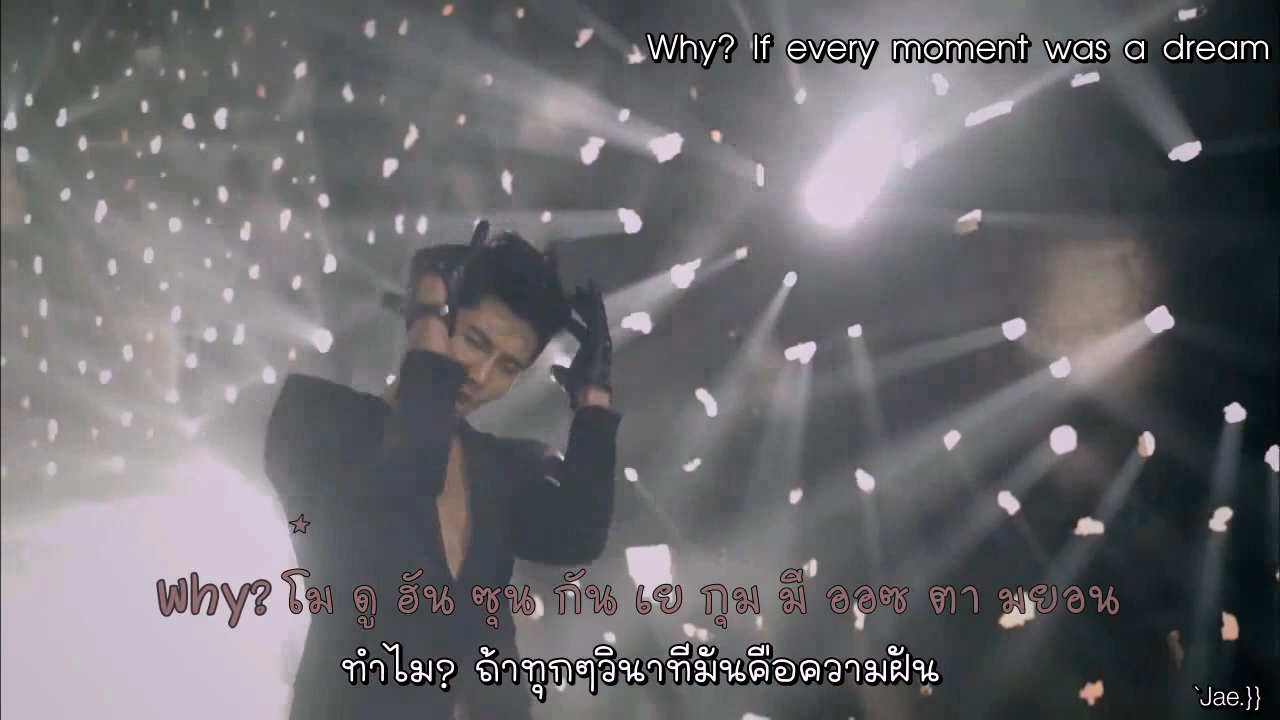 Why? If every moment was a dream
Why? โม ดู ฮัน ซุน กัน เย กุม มี ออซ ตา มยอน
ทำไม? ถ้าทุกๆวินาทีมันคือความฝัน
`Jae.}}